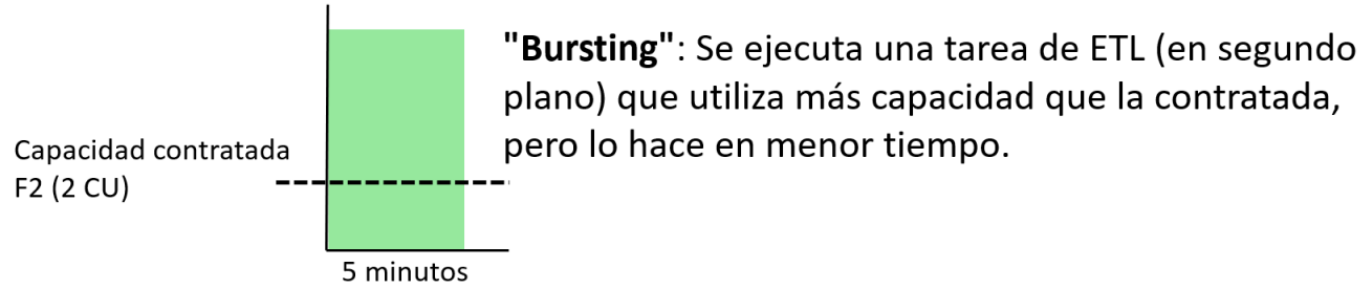 "Bursting": Se ejecuta una tarea de ETL (en segundo
plano) que utiliza más capacidad que la contratada,
pero lo hace en menor tiempo.
Capacidad contratada
F2 (2 CU)
5 minutos